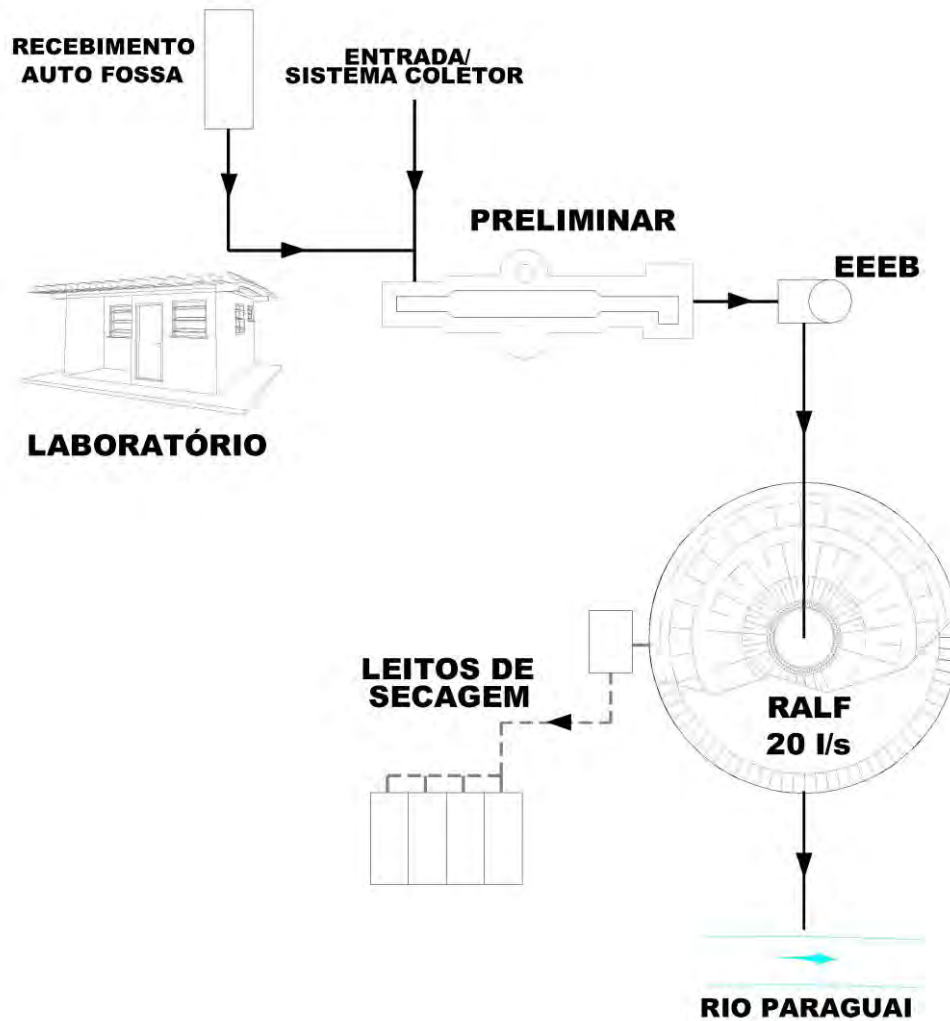 RECEBIMENTO
AUTO FOSSA
ENTRADA/
SISTEMA COLETOR
PRELIMINAR
EEEB
LABORATÓRIO
LEITOS DE
SECAGEM
RALF
20 l/s
RIO PARAGUAI